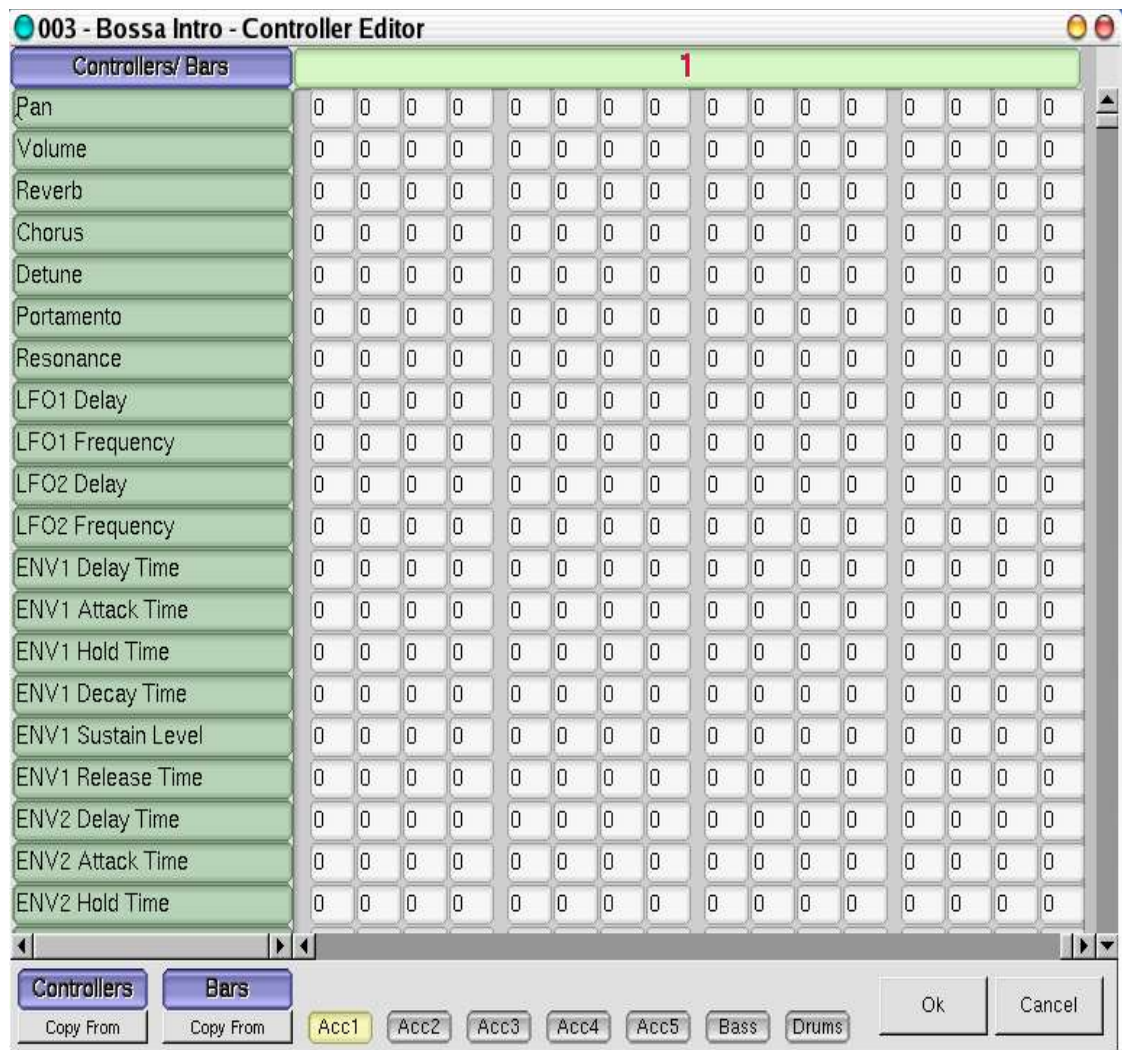 003 - Bossa Intro - Controller Editor
Controllers/ Bars 1
Pan 0 0 0 0 0 0 0 0 0 0 0 0 0 0 0 0
Volume 0 0 0 0 0 0 0 0 0 0 0 0 0 0 0 0
Reverb 0 0 0 0 0 0 0 0 0 0 0 0 0 0 0 0
Chorus 0 0 0 0 0 0 0 0 0 0 0 0 0 0 0 0
Detune 0 0 0 0 0 0 0 0 0 0 0 0 0 0 0 0
Portamento 0 0 0 0 0 0 0 0 0 0 0 0 0 0 0 0
Resonance 0 0 0 0 0 0 0 0 0 0 0 0 0 0 0 0
LFO1 Delay 0 0 0 0 0 0 0 0 0 0 0 0 0 0 0 0
LFO1 Frequency 0 0 0 0 0 0 0 0 0 0 0 0 0 0 0 0
LFO2 Delay 0 0 0 0 0 0 0 0 0 0 0 0 0 0 0 0
LFO2 Frequency 0 0 0 0 0 0 0 0 0 0 0 0 0 0 0 0
ENV1 Delay Time 0 0 0 0 0 0 0 0 0 0 0 0 0 0 0 0
ENV1 Attack Time 0 0 0 0 0 0 0 0 0 0 0 0 0 0 0 0
ENV1 Hold Time 0 0 0 0 0 0 0 0 0 0 0 0 0 0 0 0
ENV1 Decay Time 0 0 0 0 0 0 0 0 0 0 0 0 0 0 0 0
ENV1 Sustain Level 0 0 0 0 0 0 0 0 0 0 0 0 0 0 0 0
ENV1 Release Time 0 0 0 0 0 0 0 0 0 0 0 0 0 0 0 0
ENV2 Delay Time 0 0 0 0 0 0 0 0 0 0 0 0 0 0 0 0
ENV2 Attack Time 0 0 0 0 0 0 0 0 0 0 0 0 0 0 0 0
ENV2 Hold Time 0 0 0 0 0 0 0 0 0 0 0 0 0 0 0 0
Controllers Bars
Copy From Copy From Acc1 Acc2 Acc3 Acc4 Acc5 Bass Drums Ok Cancel